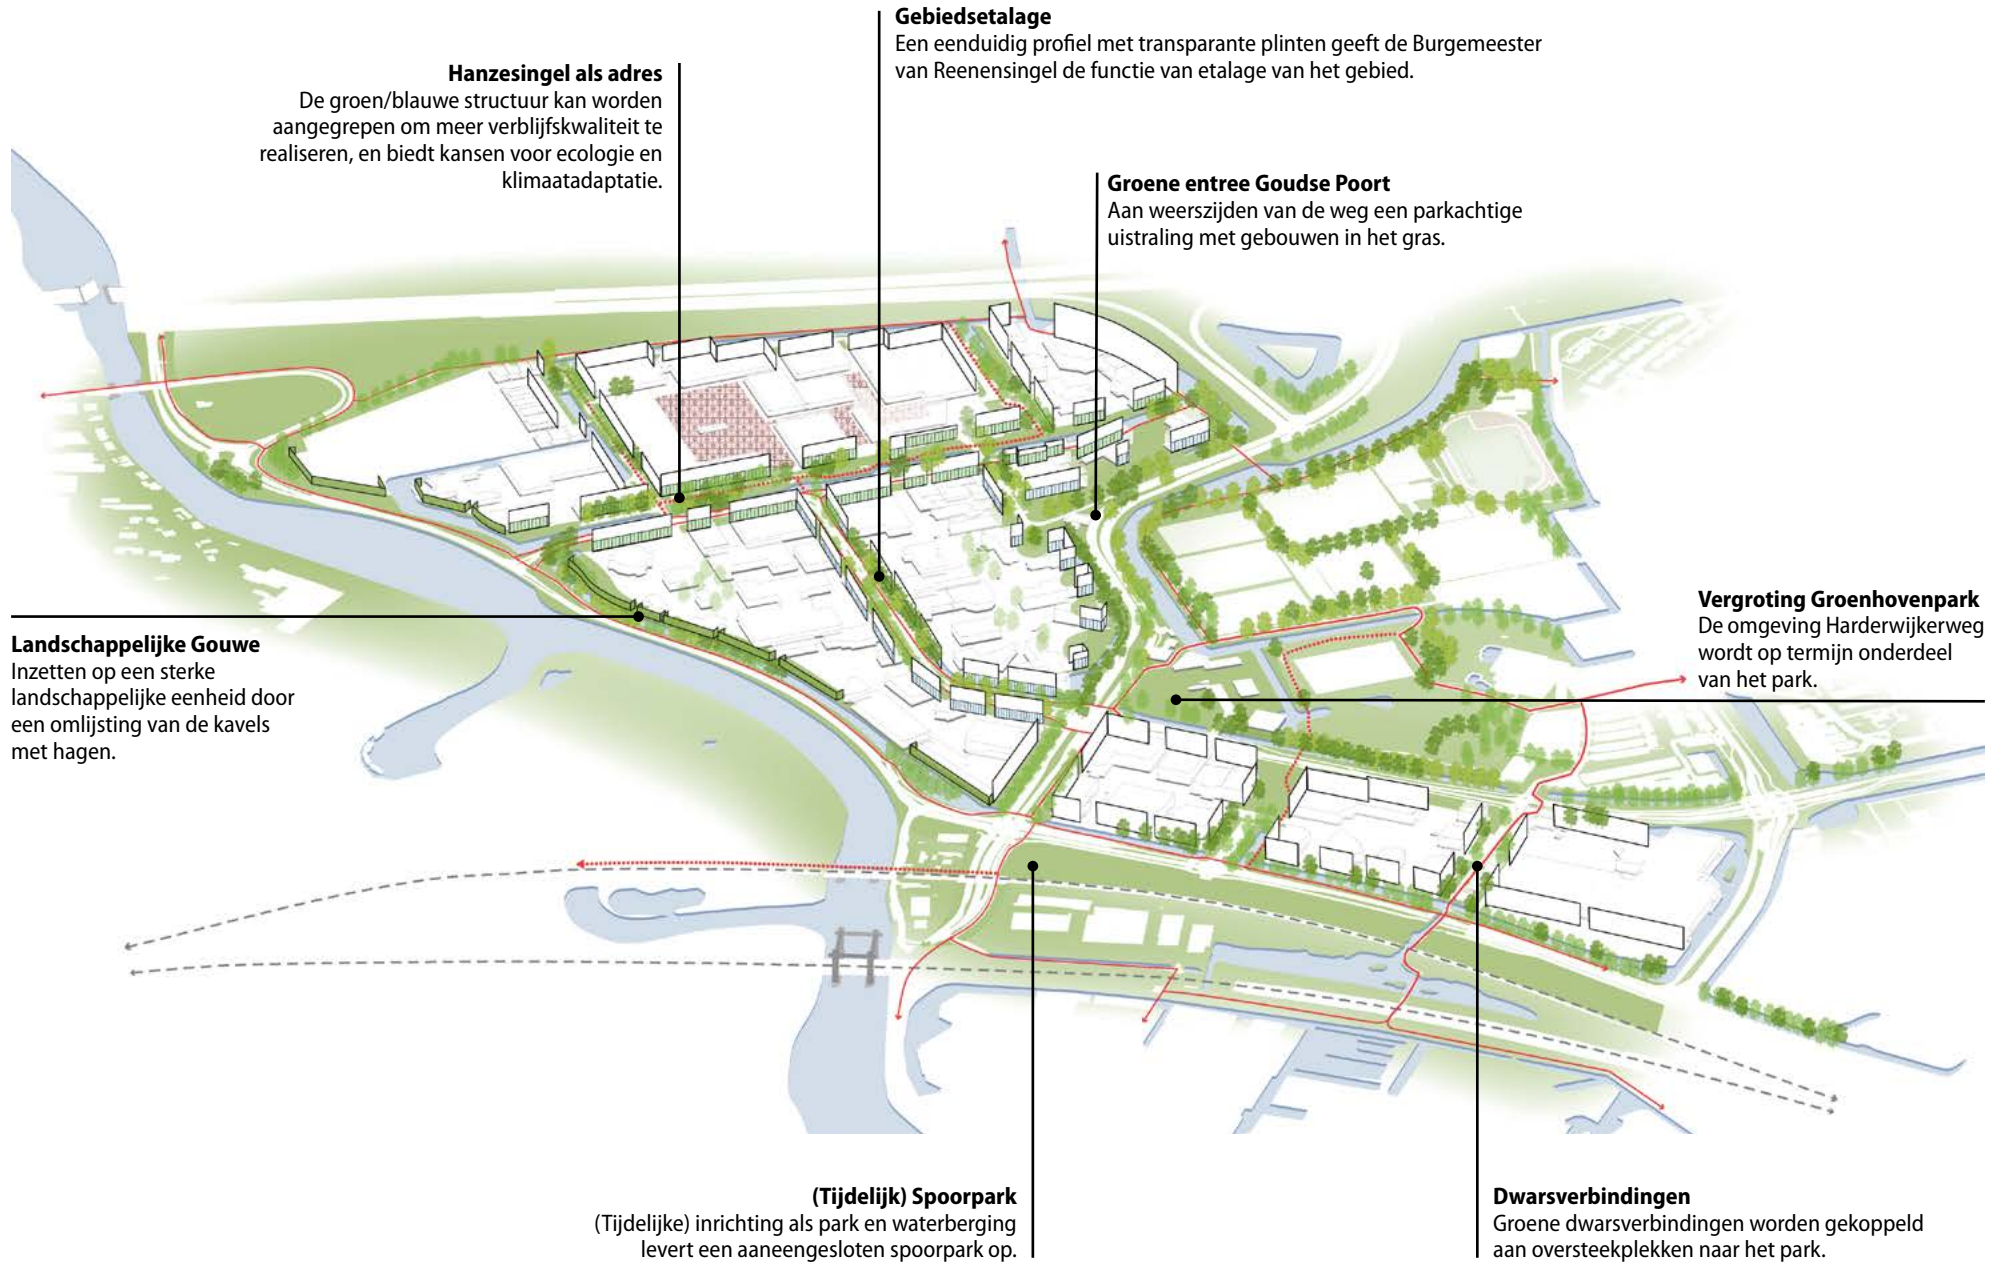 Gebiedsetalage
Een eenduidig profiel met transparante plinten geeft de Burgemeester
van Reenensingel de functie van etalage van het gebied.
Hanzesingel als adres
De groen/blauwe structuur kan worden
aangegrepen om meer verblijfskwaliteit te
realiseren, en biedt kansen voor ecologie en
klimaatadaptatie.
Groene entree Goudse Poort
Aan weerszijden van de weg een parkachtige
uistraling met gebouwen in het gras.
Vergroting Groenhovenpark
De omgeving Harderwijkerweg
wordt op termijn onderdeel
van het park.
Landschappelijke Gouwe
Inzetten op een sterke
landschappelijke eenheid door
een omlijsting van de kavels
met hagen.
(Tijdelijk) Spoorpark
(Tijdelijke) inrichting als park en waterberging
levert een aaneengesloten spoorpark op.
Dwarsverbindingen
Groene dwarsverbindingen worden gekoppeld
aan oversteekplekken naar het park.